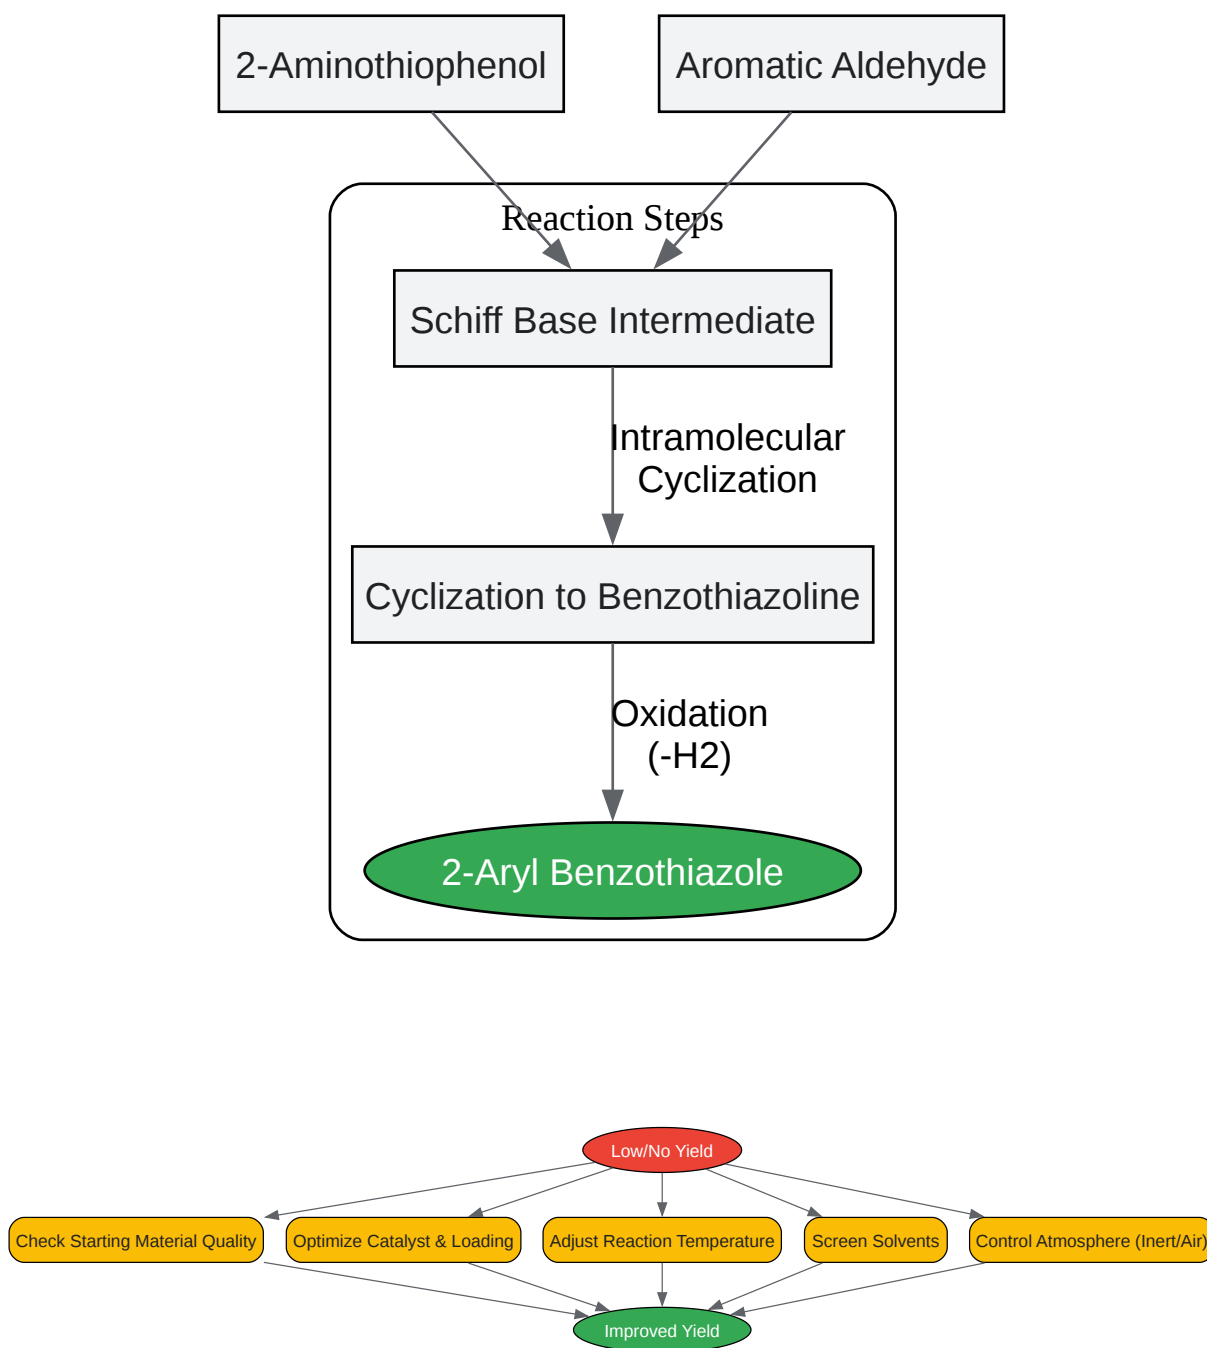 2-Aminothiophenol
Aromatic Aldehyde
Reaction Steps
Schiff Base Intermediate
Intramolecular
Cyclization
Cyclization to Benzothiazoline
Oxidation
(-H2)
2-Aryl Benzothiazole
Low/No Yield
Check Starting Material Quality
Optimize Catalyst & Loading
Adjust Reaction Temperature
Screen Solvents
Control Atmosphere (Inert/Air)
Improved Yield